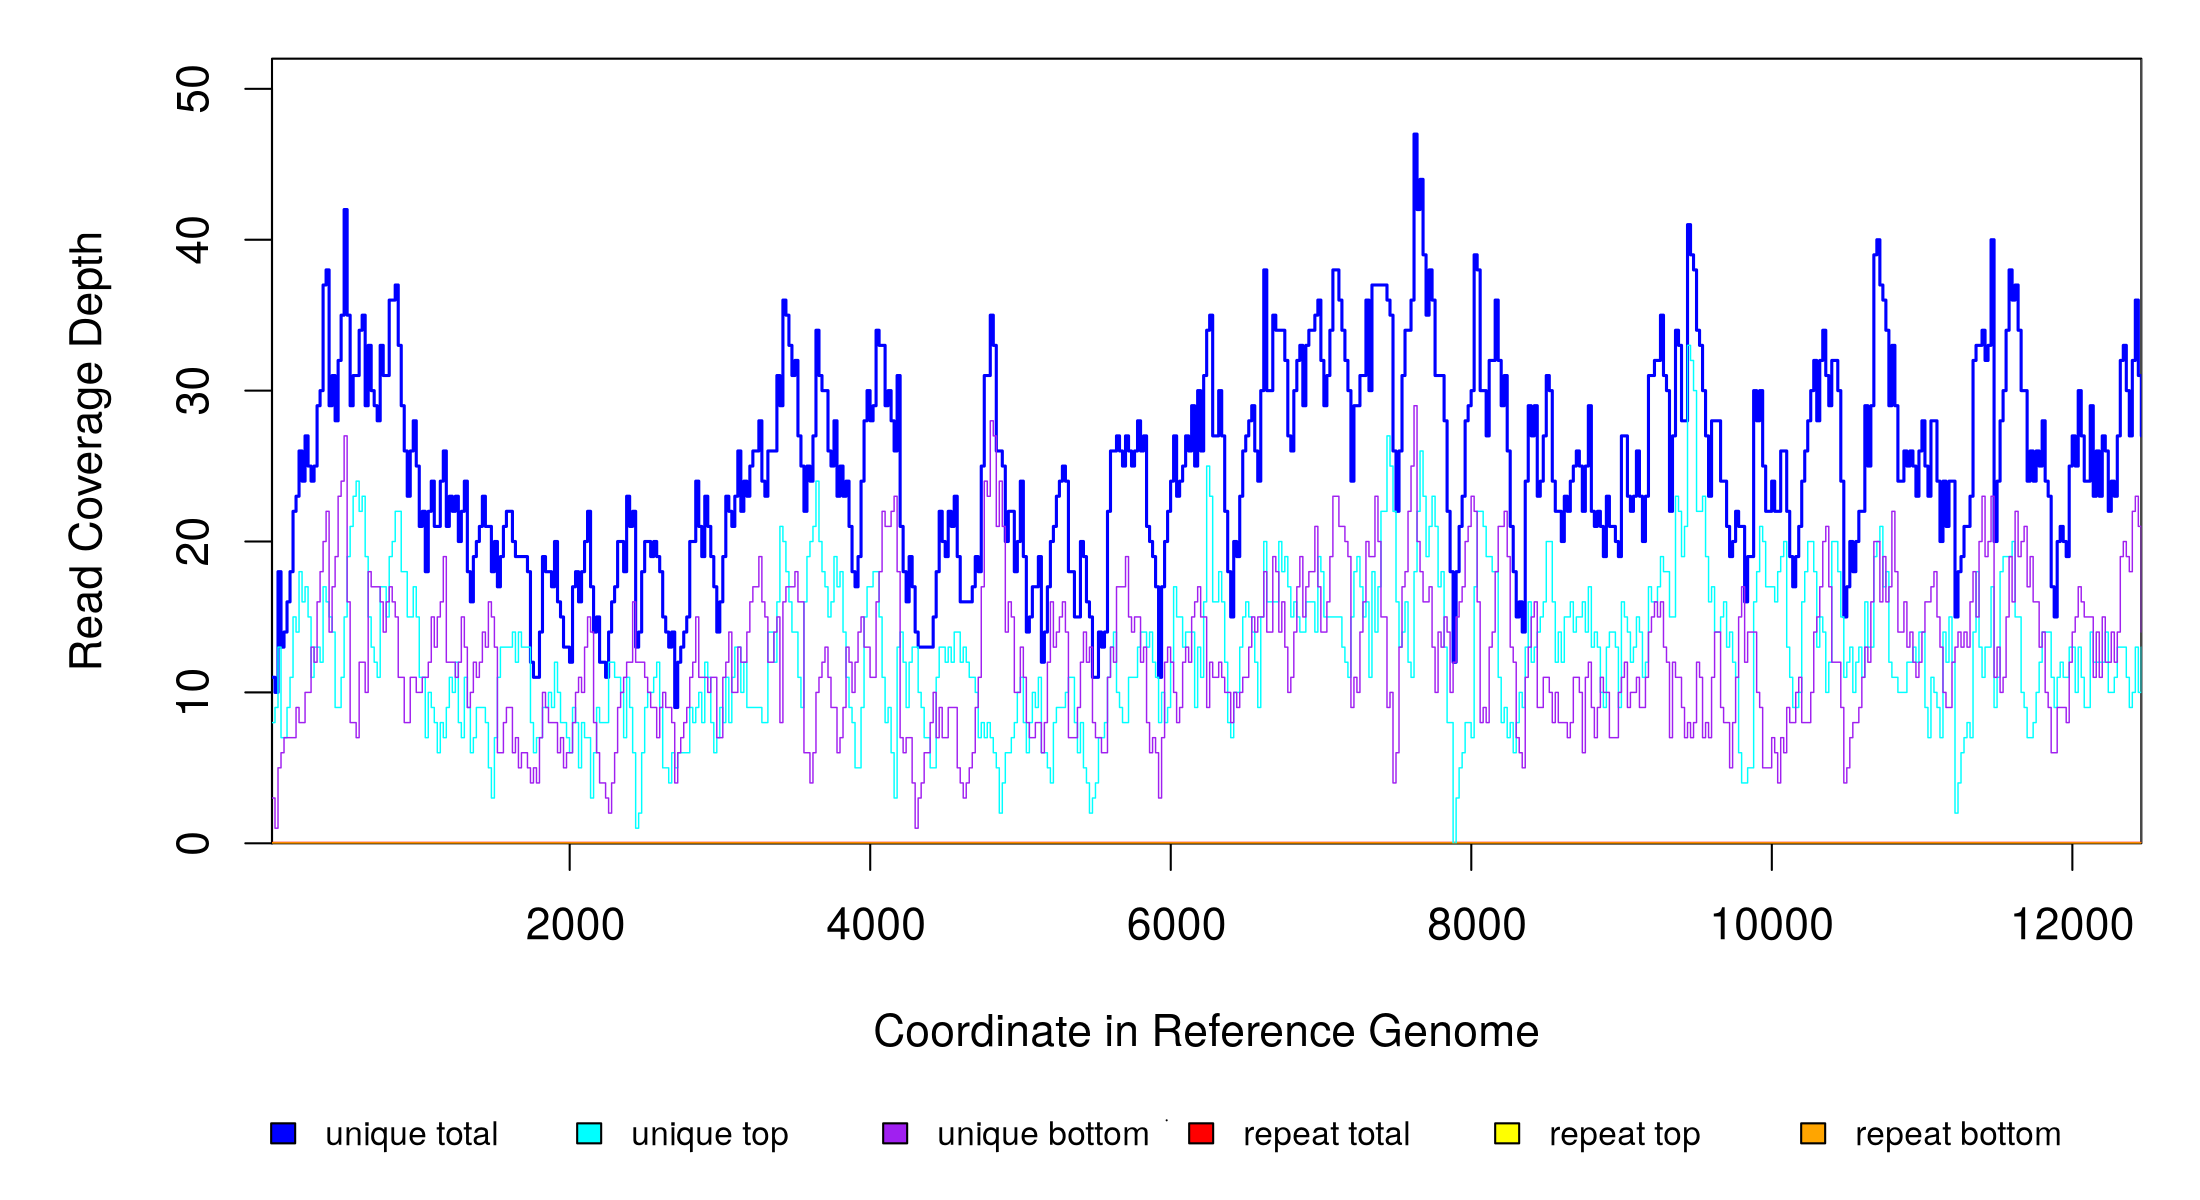 Read Coverage Depth
50
40
30
20
10
0
2000 4000 6000 8000 10000 12000
Coordinate in Reference Genome
unique total unique top unique bottom repeat total repeat top repeat bottom